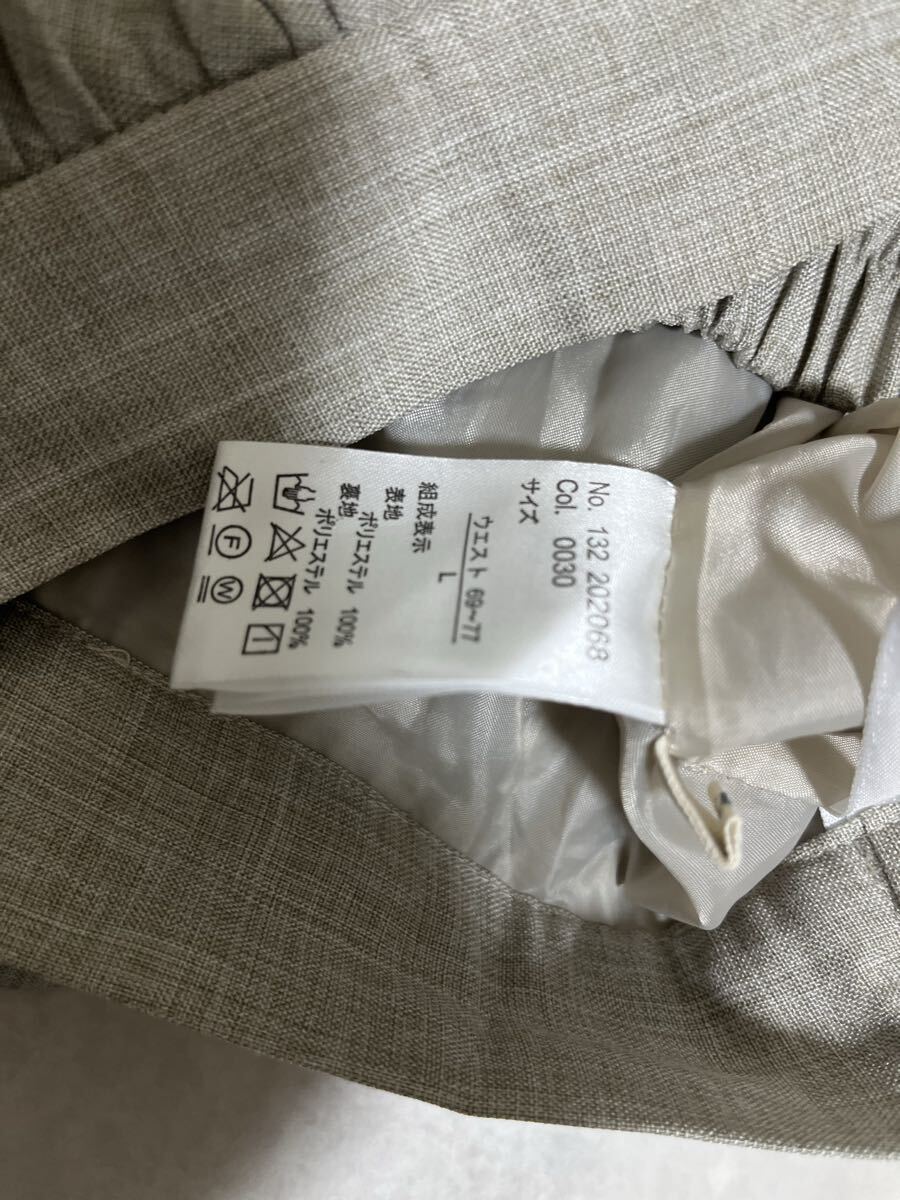 No. 132 202068
Col. 0030
サイズ
ウエスト 69~77
L
組成表示
表地 ポリエステル 100%
裏地 ポリエステル 100%
F
W